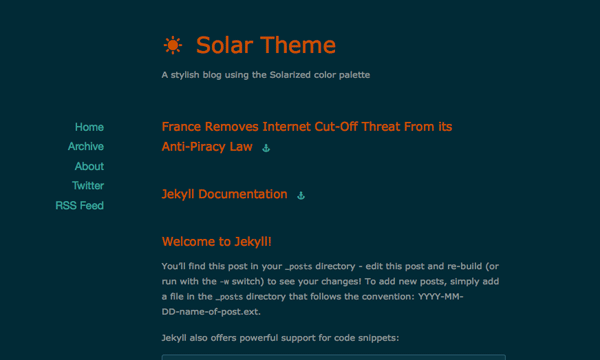 Solar Theme
A stylish blog using the Solarized color palette
Home
Archive
About
Twitter
RSS Feed
France Removes Internet Cut-Off Threat From its
Anti-Piracy Law
Jekyll Documentation
Welcome to Jekyll!
You'll find this post in your _posts directory - edit this post and re-build (or
run with the -w switch) to see your changes! To add new posts, simply add
a file in the _posts directory that follows the convention: YYYY-MM-
DD-name-of-post.ext.
Jekyll also offers powerful support for code snippets: